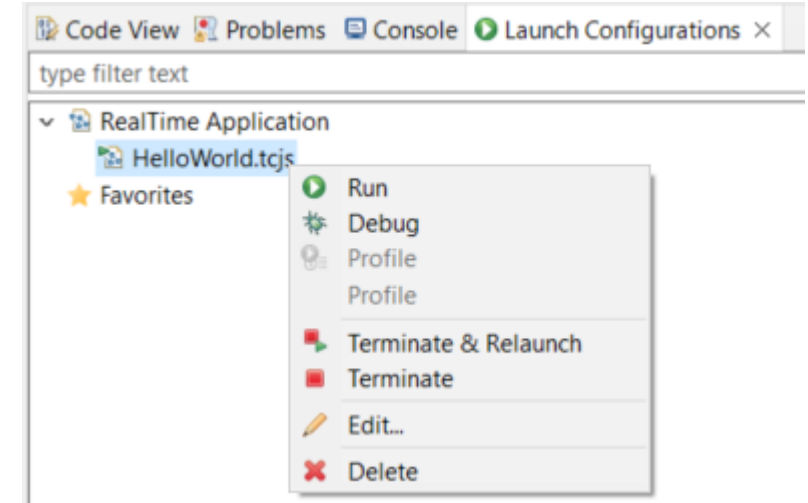 Code View Problems Console Launch Configurations
type filter text
RealTime Application
HelloWorld.tcjs
Favorites
Run
Debug
Profile
Profile
Terminate & Relaunch
Terminate
Edit...
Delete